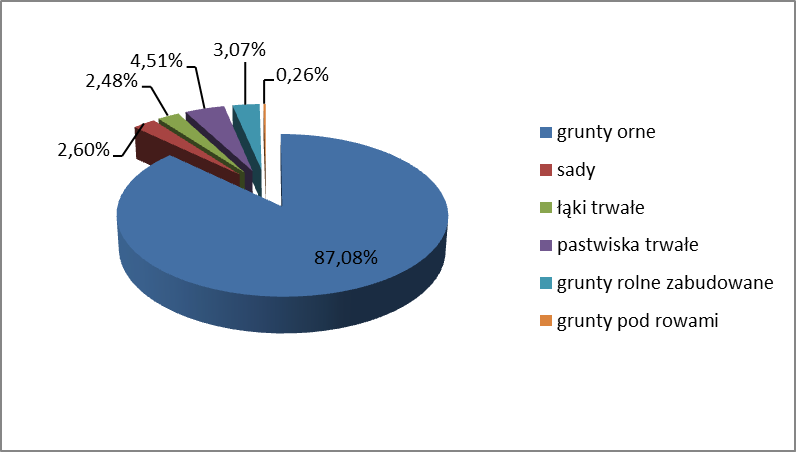 3,07%
4,51%
0,26%
2,48%
2,60%
87,08%
grunty orne
sady
łąki trwałe
pastwiska trwałe
grunty rolne zabudowane
grunty pod rowami